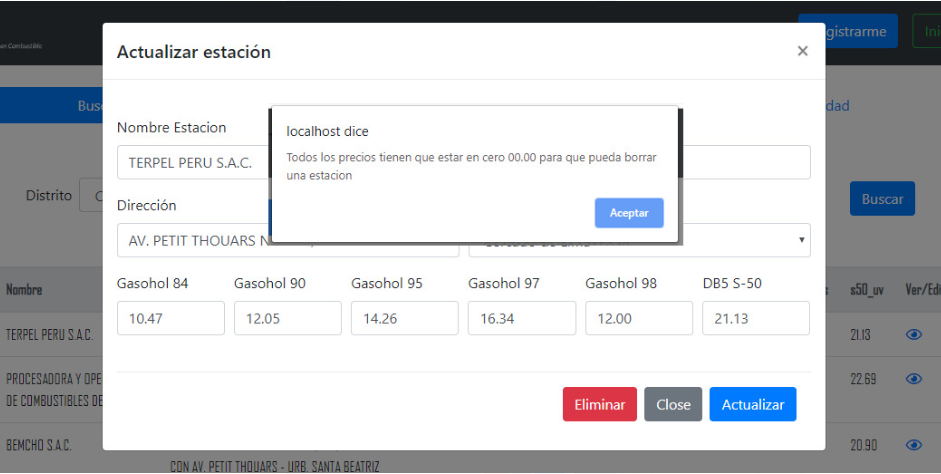 an Combustible
gistrarme
Ini
Actualizar estación
×
Bus
dad
Nombre Estacion
localhost dice
Todos los precios tienen que estar en cero 00.00 para que pueda borrar
una estacion
Aceptar
TERPEL PERU S.A.C.
Distrito
C
Buscar
Dirección
AV. PETIT THOUARS N
Gasohol 84
Gasohol 90
Gasohol 95
Gasohol 97
Gasohol 98
DB5 S-50
10.47
12.05
14.26
16.34
12.00
21.13
Nombre
s50_uv
Ver/Edi
TERPEL PERU S.A.C.
21.13
PROCESADORA Y OPE
DE COMBUSTIBLES DE
22.69
Eliminar
Close
Actualizar
BEMCHO S.A.C.
20.90
CON AV. PETIT THOUARS - URB. SANTA BEATRIZ